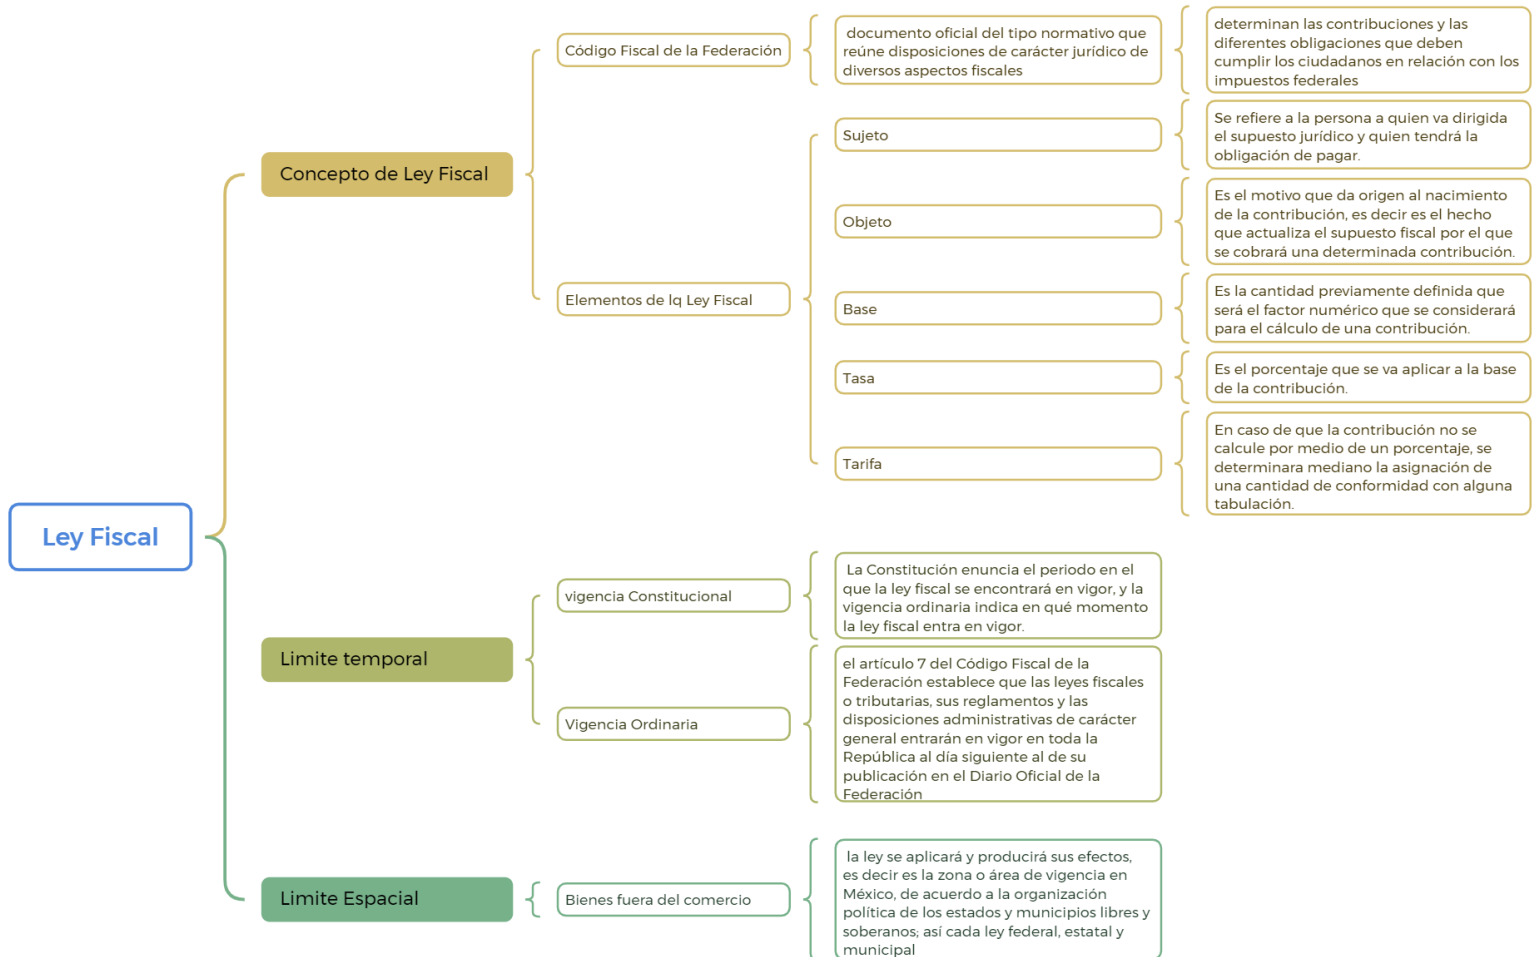 Ley Fiscal
Concepto de Ley Fiscal
Código Fiscal de la Federación
documento oficial del tipo normativo que
reúne disposiciones de carácter jurídico de
diversos aspectos fiscales
determinan las contribuciones y las
diferentes obligaciones que deben
cumplir los ciudadanos en relación con los
impuestos federales
Elementos de lq Ley Fiscal
Sujeto
Se refiere a la persona a quien va dirigida
el supuesto jurídico y quien tendrá la
obligación de pagar.
Objeto
Es el motivo que da origen al nacimiento
de la contribución, es decir es el hecho
que actualiza el supuesto fiscal por el que
se cobrará una determinada contribución.
Base
Es la cantidad previamente definida que
será el factor numérico que se considerará
para el cálculo de una contribución.
Tasa
Es el porcentaje que se va aplicar a la base
de la contribución.
Tarifa
En caso de que la contribución no se
calcule por medio de un porcentaje, se
determinara mediano la asignación de
una cantidad de conformidad con alguna
tabulación.
Limite temporal
vigencia Constitucional
La Constitución enuncia el periodo en el
que la ley fiscal se encontrará en vigor, y la
vigencia ordinaria indica en qué momento
la ley fiscal entra en vigor.
Vigencia Ordinaria
el artículo 7 del Código Fiscal de la
Federación establece que las leyes fiscales
o tributarias, sus reglamentos y las
disposiciones administrativas de carácter
general entrarán en vigor en toda la
República al día siguiente al de su
publicación en el Diario Oficial de la
Federación
Limite Espacial
Bienes fuera del comercio
la ley se aplicará y producirá sus efectos,
es decir es la zona o área de vigencia en
México, de acuerdo a la organización
política de los estados y municipios libres y
soberanos; así cada ley federal, estatal y
municipal